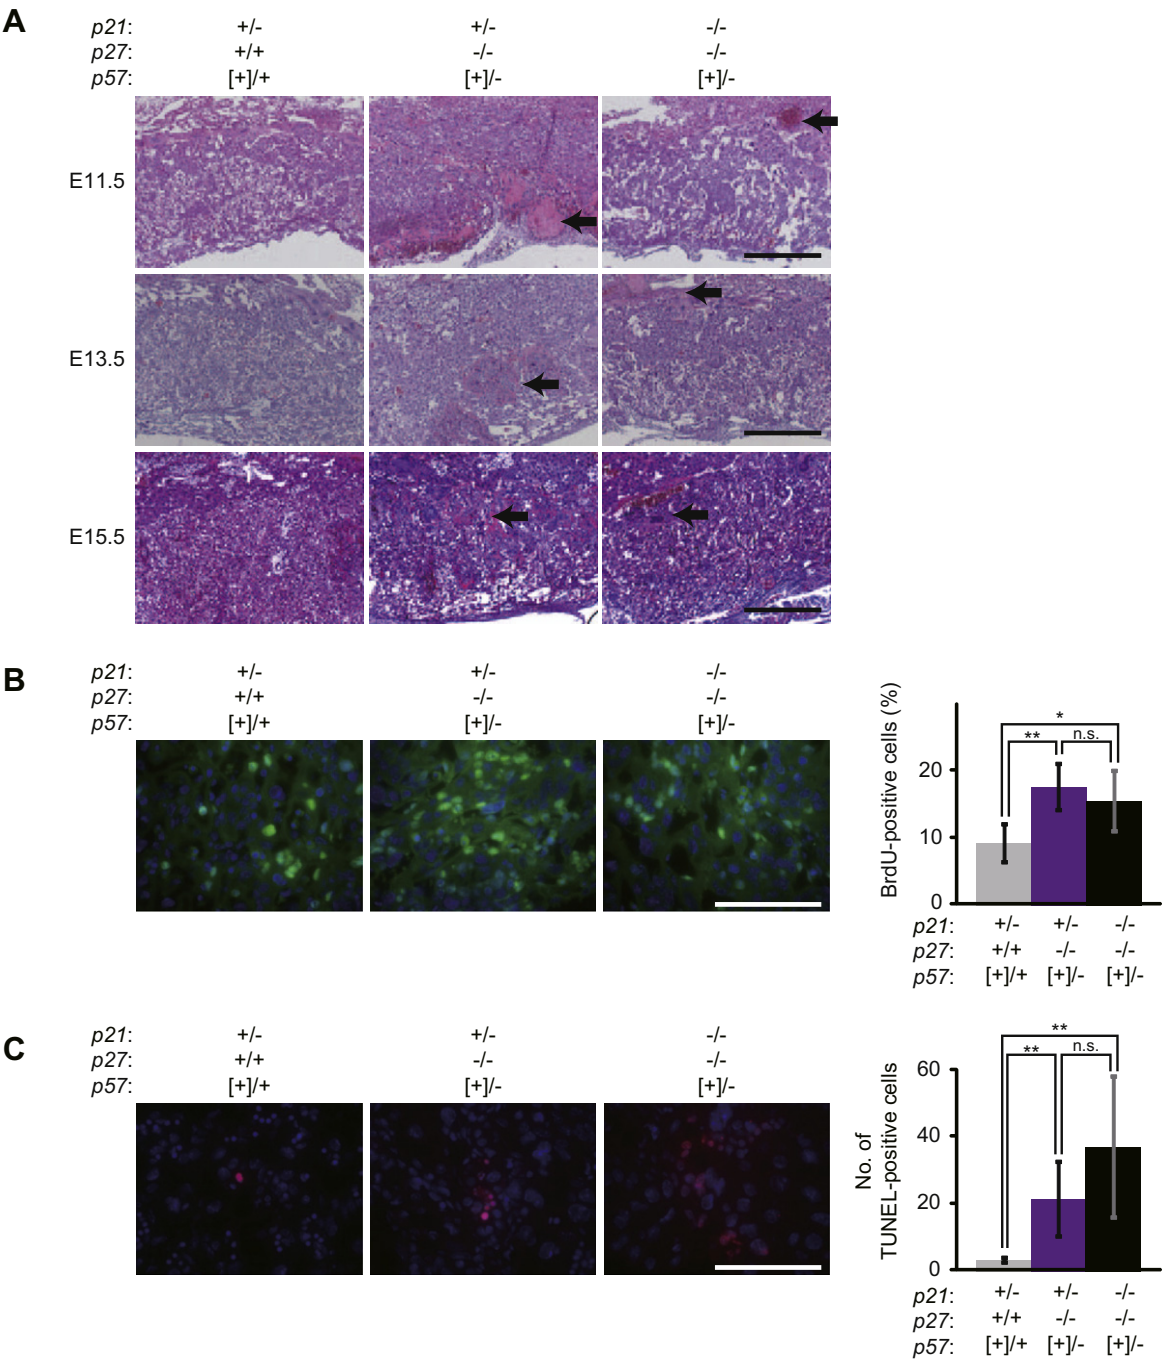 A
p21: +/- +/- -/-
p27: +/+ -/- -/-
p57: [+]/+ [+]/- [+]/-
E11.5
E13.5
E15.5
B
p21: +/- +/- -/-
p27: +/+ -/- -/-
p57: [+]/+ [+]/- [+]/-
BrdU-positive cells (%)
*
** n.s.
20
10
0
p21: +/- +/- -/-
p27: +/+ -/- -/-
p57: [+]/+ [+]/- [+]/-
C
p21: +/- +/- -/-
p27: +/+ -/- -/-
p57: [+]/+ [+]/- [+]/-
No. of
TUNEL-positive cells
**
** n.s.
60
40
20
0
p21: +/- +/- -/-
p27: +/+ -/- -/-
p57: [+]/+ [+]/- [+]/-